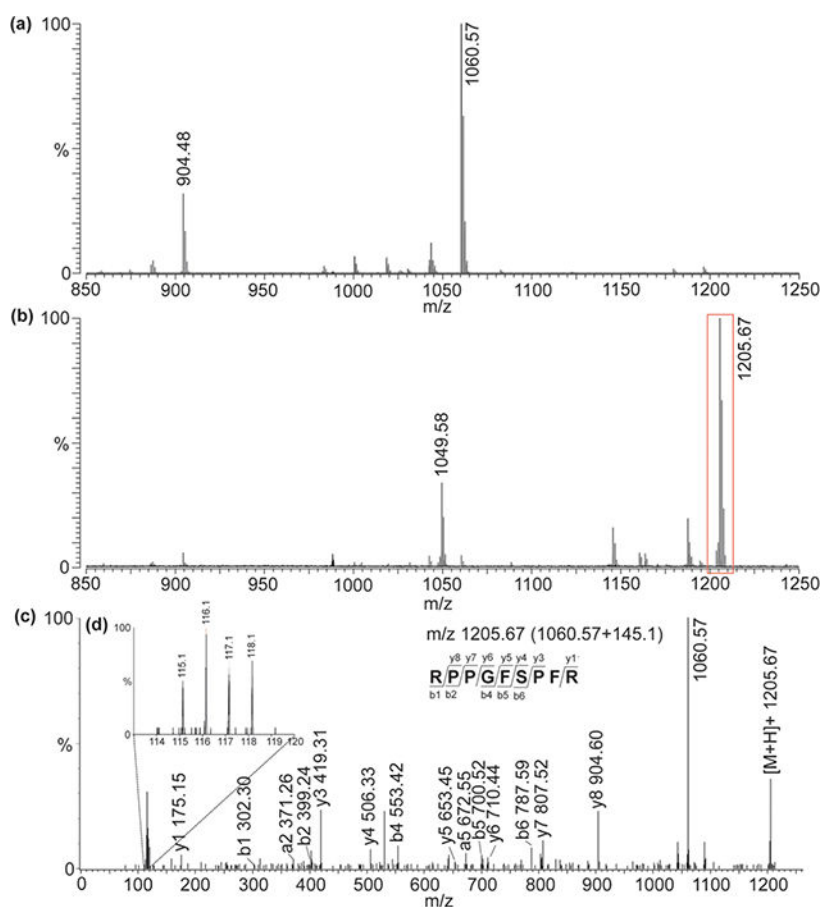 (a)
100
1060.57
904.48
%
0
850 900 950 1000 1050 1100 1150 1200 1250
m/z
(b)
100
1205.67
1049.58
%
0
850 900 950 1000 1050 1100 1150 1200 1250
m/z
(c)
100
(d)
100
116.1
115.1
117.1
118.1
%
0
114 115 116 117 118 119 120
m/z 1205.67 (1060.57+145.1)
y8 y7 y6 y5 y4 y3 y1
RPPGFSPFR
b1 b2 b4 b5 b6
1060.57
[M+H]+ 1205.67
%
y1 175.15
b1 302.30
a2 371.26
b2 399.24
y3 419.31
y4 506.33
b4 553.42
y5 653.45
a5 672.55
b5 700.52
y6 710.44
b6 787.59
y7 807.52
y8 904.60
0
0 100 200 300 400 500 600 700 800 900 1000 1100 1200
m/z